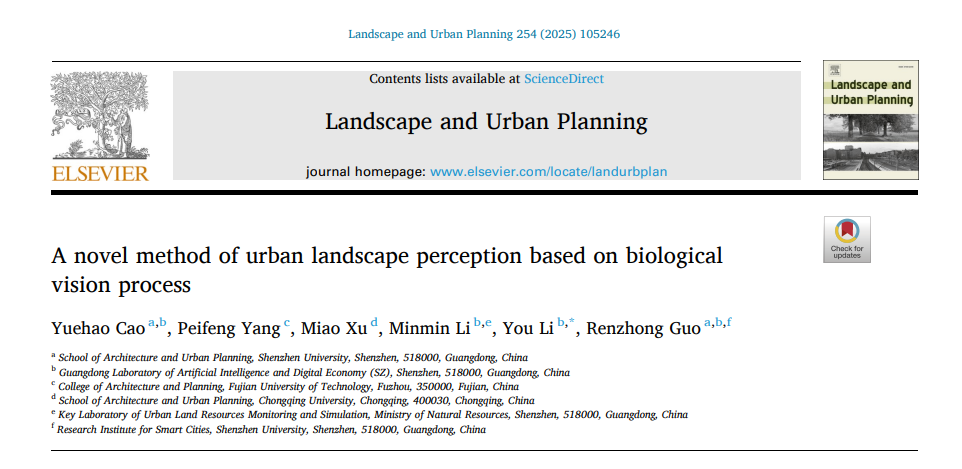 Landscape and Urban Planning 254 (2025) 105246
Contents lists available at ScienceDirect
Landscape and Urban Planning
journal homepage: www.elsevier.com/locate/landurbplan
ELSEVIER
Landscape and
Urban Planning
Check for
updates
A novel method of urban landscape perception based on biological
vision process
Yuehao Cao a,b, Peifeng Yang c, Miao Xu d, Minmin Li b,e, You Li b,*, Renzhong Guo a,b,f
a School of Architecture and Urban Planning, Shenzhen University, Shenzhen, 518000, Guangdong, China
b Guangdong Laboratory of Artificial Intelligence and Digital Economy (SZ), Shenzhen, 518000, Guangdong, China
c College of Architecture and Planning, Fujian University of Technology, Fuzhou, 350000, Fujian, China
d School of Architecture and Urban Planning, Chongqing University, Chongqing, 400030, Chongqing, China
e Key Laboratory of Urban Land Resources Monitoring and Simulation, Ministry of Natural Resources, Shenzhen, 518000, Guangdong, China
f Research Institute for Smart Cities, Shenzhen University, Shenzhen, 518000, Guangdong, China